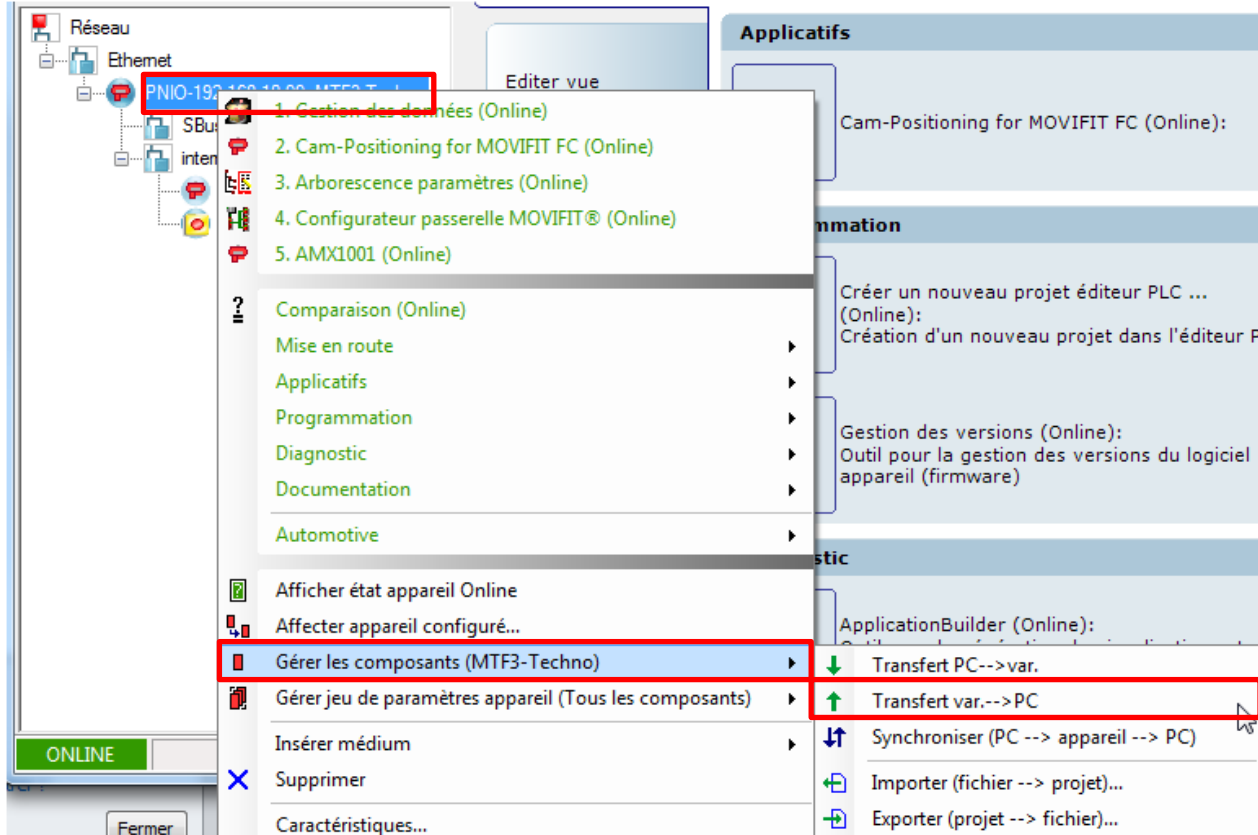 Réseau
Ethernet
PNIO-192.168.10.
SBus
inter
Editer vue
1. Gestion des données (Online)
2. Cam-Positioning for MOVIFIT FC (Online)
3. Arborescence paramètres (Online)
4. Configurateur passerelle MOVIFIT® (Online)
5. AMX1001 (Online)
Comparaison (Online)
Mise en route
Applicatifs
Programmation
Diagnostic
Documentation
Automotive
Afficher état appareil Online
Affecter appareil configuré...
Gérer les composants (MTF3-Techno)
Gérer jeu de paramètres appareil (Tous les composants)
Insérer médium
Supprimer
Caractéristiques...
Transfert PC-->var.
Transfert var.-->PC
Synchroniser (PC --> appareil --> PC)
Importer (fichier --> projet)...
Exporter (projet --> fichier)...
Applicatifs
Cam-Positioning for MOVIFIT FC (Online):
mmation
Créer un nouveau projet éditeur PLC ...
(Online):
Création d'un nouveau projet dans l'éditeur P
Gestion des versions (Online):
Outil pour la gestion des versions du logiciel
appareil (firmware)
stic
ApplicationBuilder (Online):
ONLINE
Fermer